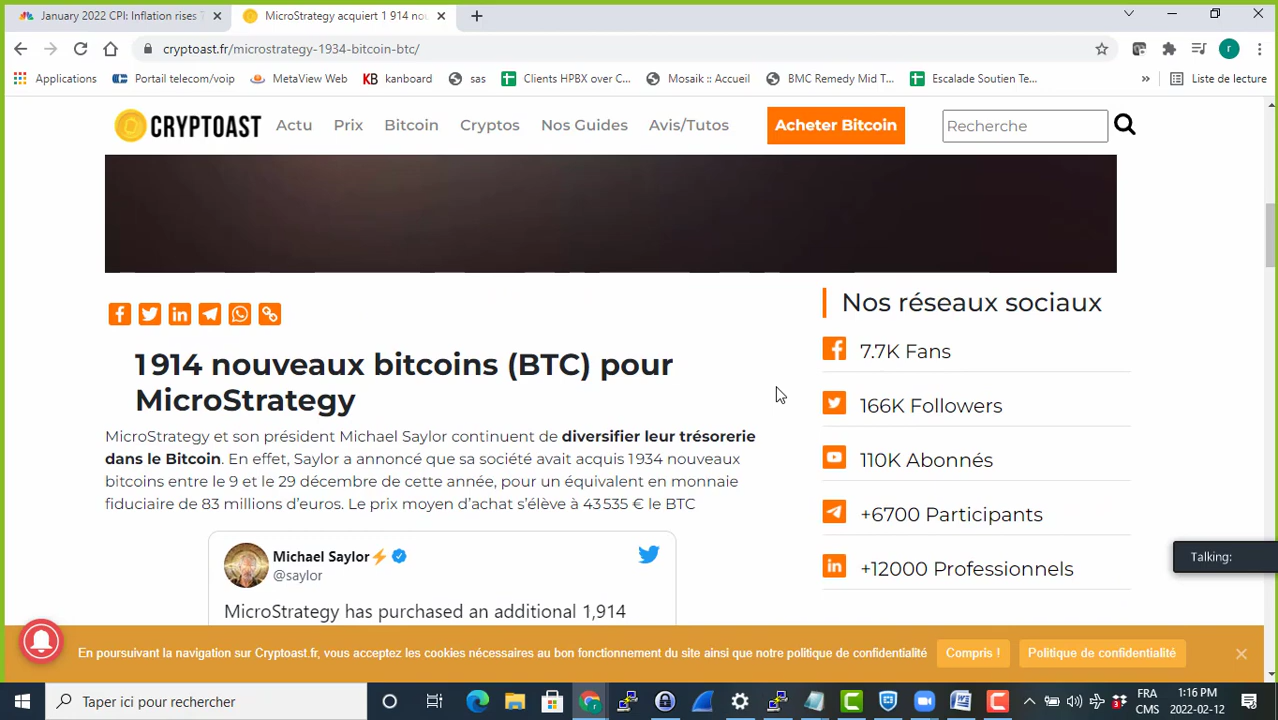 January 2022 CPI: Inflation rises
MicroStrategy acquiert 1 914 nou
cryptoast.fr/microstrategy-1934-bitcoin-btc/
r
Applications
Portail telecom/voip
MetaView Web
KB kanboard
sas
Clients HPBX over C...
Mosaik :: Accueil
BMC Remedy Mid T...
Escalade Soutien Te...
»
Liste de lecture
CRYPTOAST
Actu
Prix
Bitcoin
Cryptos
Nos Guides
Avis/Tutos
Acheter Bitcoin
Recherche
1 914 nouveaux bitcoins (BTC) pour
MicroStrategy
MicroStrategy et son président Michael Saylor continuent de diversifier leur trésorerie
dans le Bitcoin. En effet, Saylor a annoncé que sa société avait acquis 1934 nouveaux
bitcoins entre le 9 et le 29 décembre de cette année, pour un équivalent en monnaie
fiduciaire de 83 millions d'euros. Le prix moyen d'achat s'élève à 43 535 € le BTC
Michael Saylor⚡
@saylor
MicroStrategy has purchased an additional 1,914
Nos réseaux sociaux
7.7K Fans
166K Followers
110K Abonnés
+6700 Participants
+12000 Professionnels
Talking:
En poursuivant la navigation sur Cryptoast.fr, vous acceptez les cookies nécessaires au bon fonctionnement du site ainsi que notre politique de confidentialité
Compris !
Politique de confidentialité
Taper ici pour rechercher
FRA
CMS
1:16 PM
2022-02-12